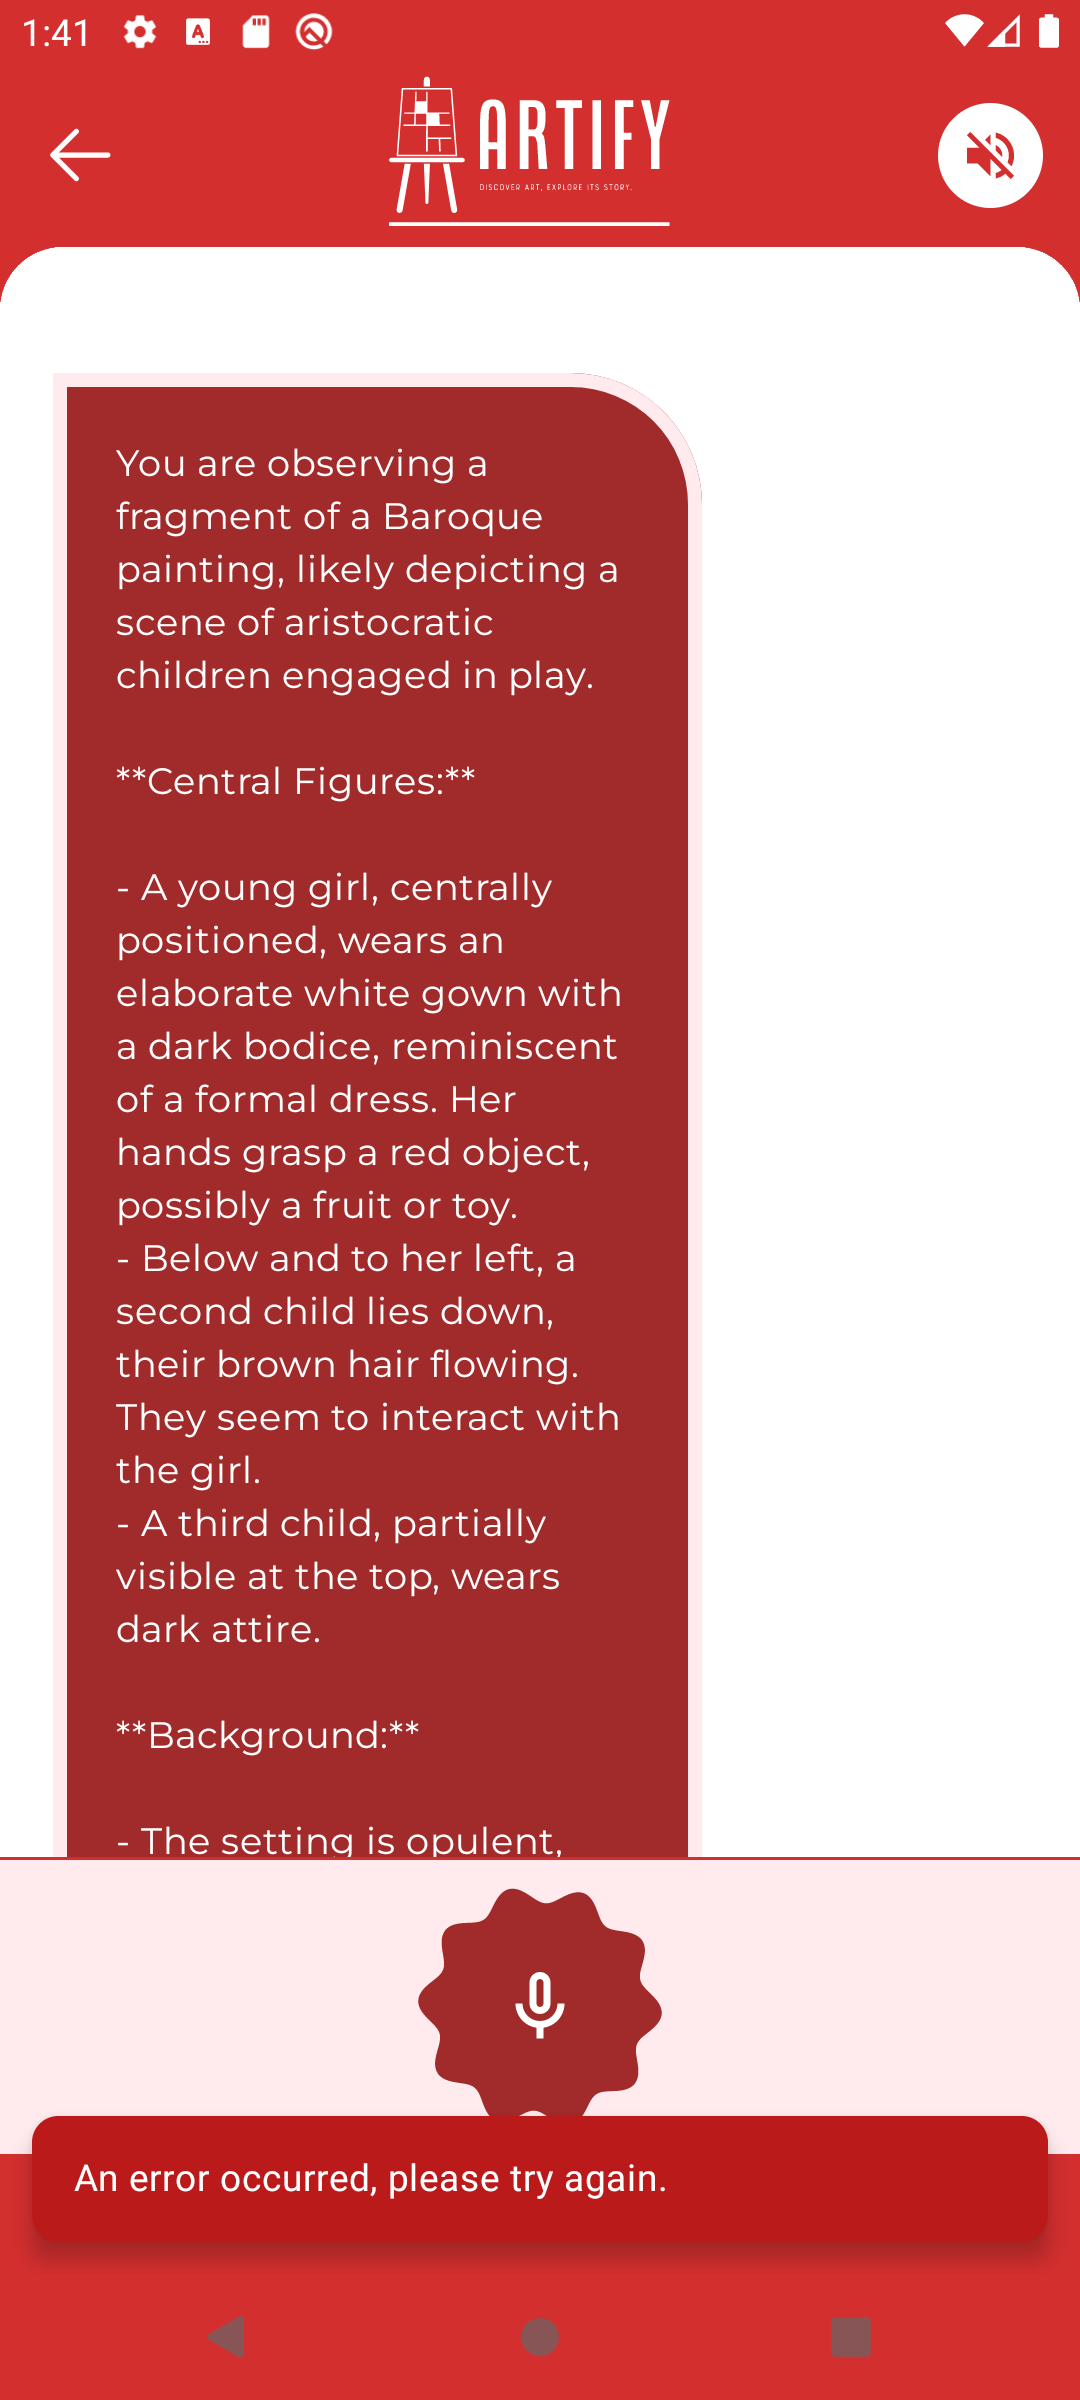 1:41
ARTIFY
DISCOVER ART, EXPLORE ITS STORY.
You are observing a
fragment of a Baroque
painting, likely depicting a
scene of aristocratic
children engaged in play.
**Central Figures:**
- A young girl, centrally
positioned, wears an
elaborate white gown with
a dark bodice, reminiscent
of a formal dress. Her
hands grasp a red object,
possibly a fruit or toy.
- Below and to her left, a
second child lies down,
their brown hair flowing.
They seem to interact with
the girl.
- A third child, partially
visible at the top, wears
dark attire.
**Background:**
- The setting is opulent,
An error occurred, please try again.